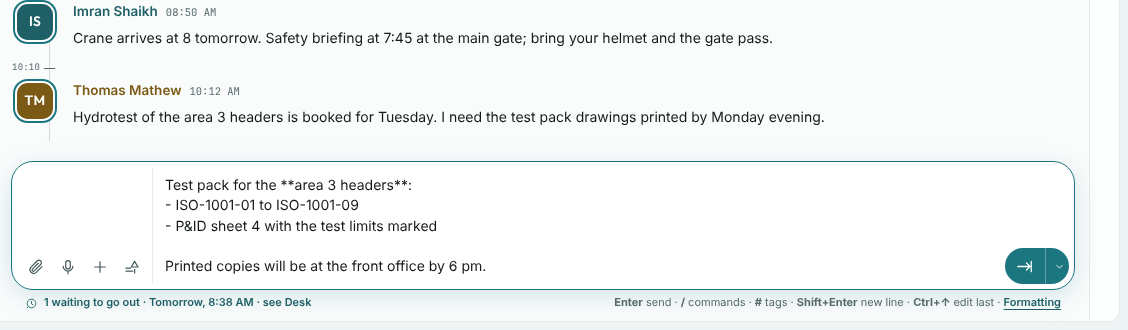 IS
Imran Shaikh 08:50 AM
Crane arrives at 8 tomorrow. Safety briefing at 7:45 at the main gate; bring your helmet and the gate pass.
10:10
TM
Thomas Mathew 10:12 AM
Hydrotest of the area 3 headers is booked for Tuesday. I need the test pack drawings printed by Monday evening.
Test pack for the **area 3 headers**:
- ISO-1001-01 to ISO-1001-09
- P&ID sheet 4 with the test limits marked
Printed copies will be at the front office by 6 pm.
1 waiting to go out · Tomorrow, 8:38 AM · see Desk
Enter send · / commands · # tags · Shift+Enter new line · Ctrl+↑ edit last · Formatting